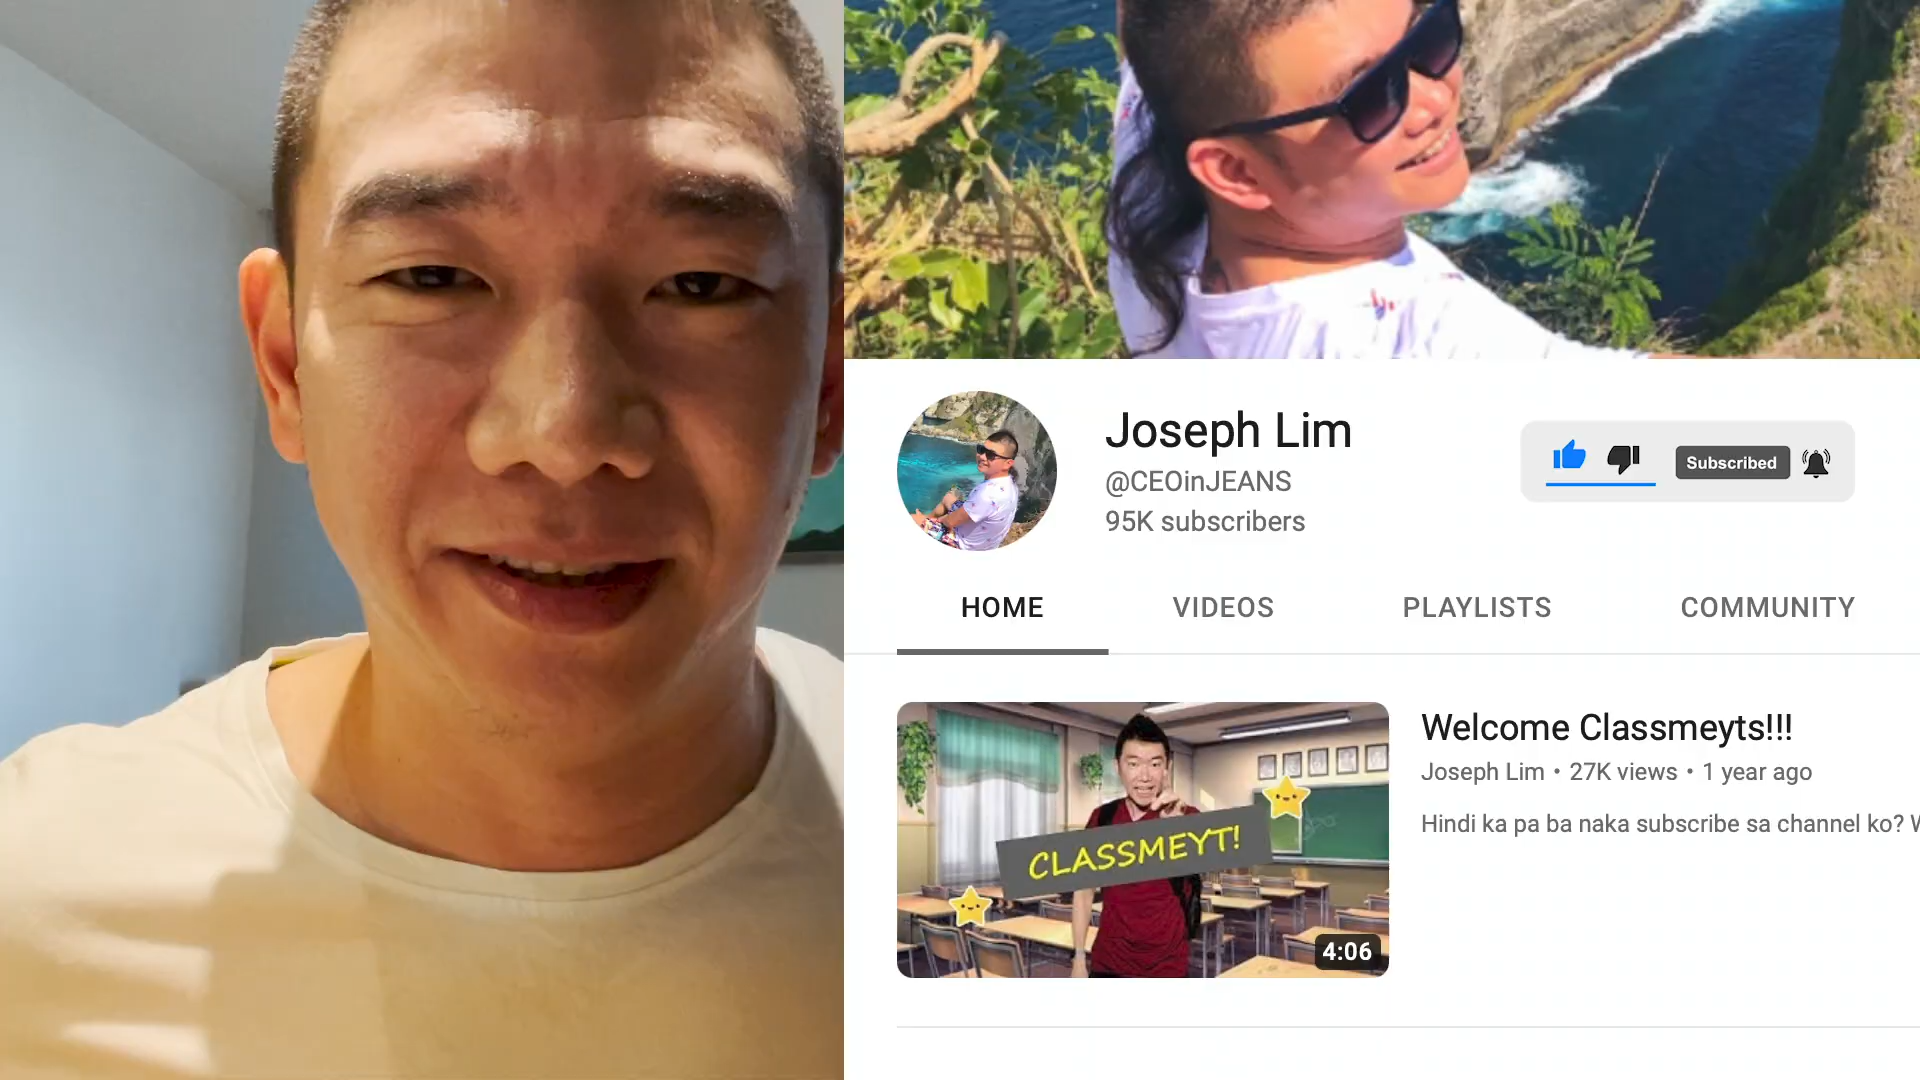 Joseph Lim
@CEOinJEANS
95K subscribers
Subscribed
HOME VIDEOS PLAYLISTS COMMUNITY
CLASSMEYT!
4:06
Welcome Classmeyts!!!
Joseph Lim • 27K views • 1 year ago
Hindi ka pa ba naka subscribe sa channel ko?